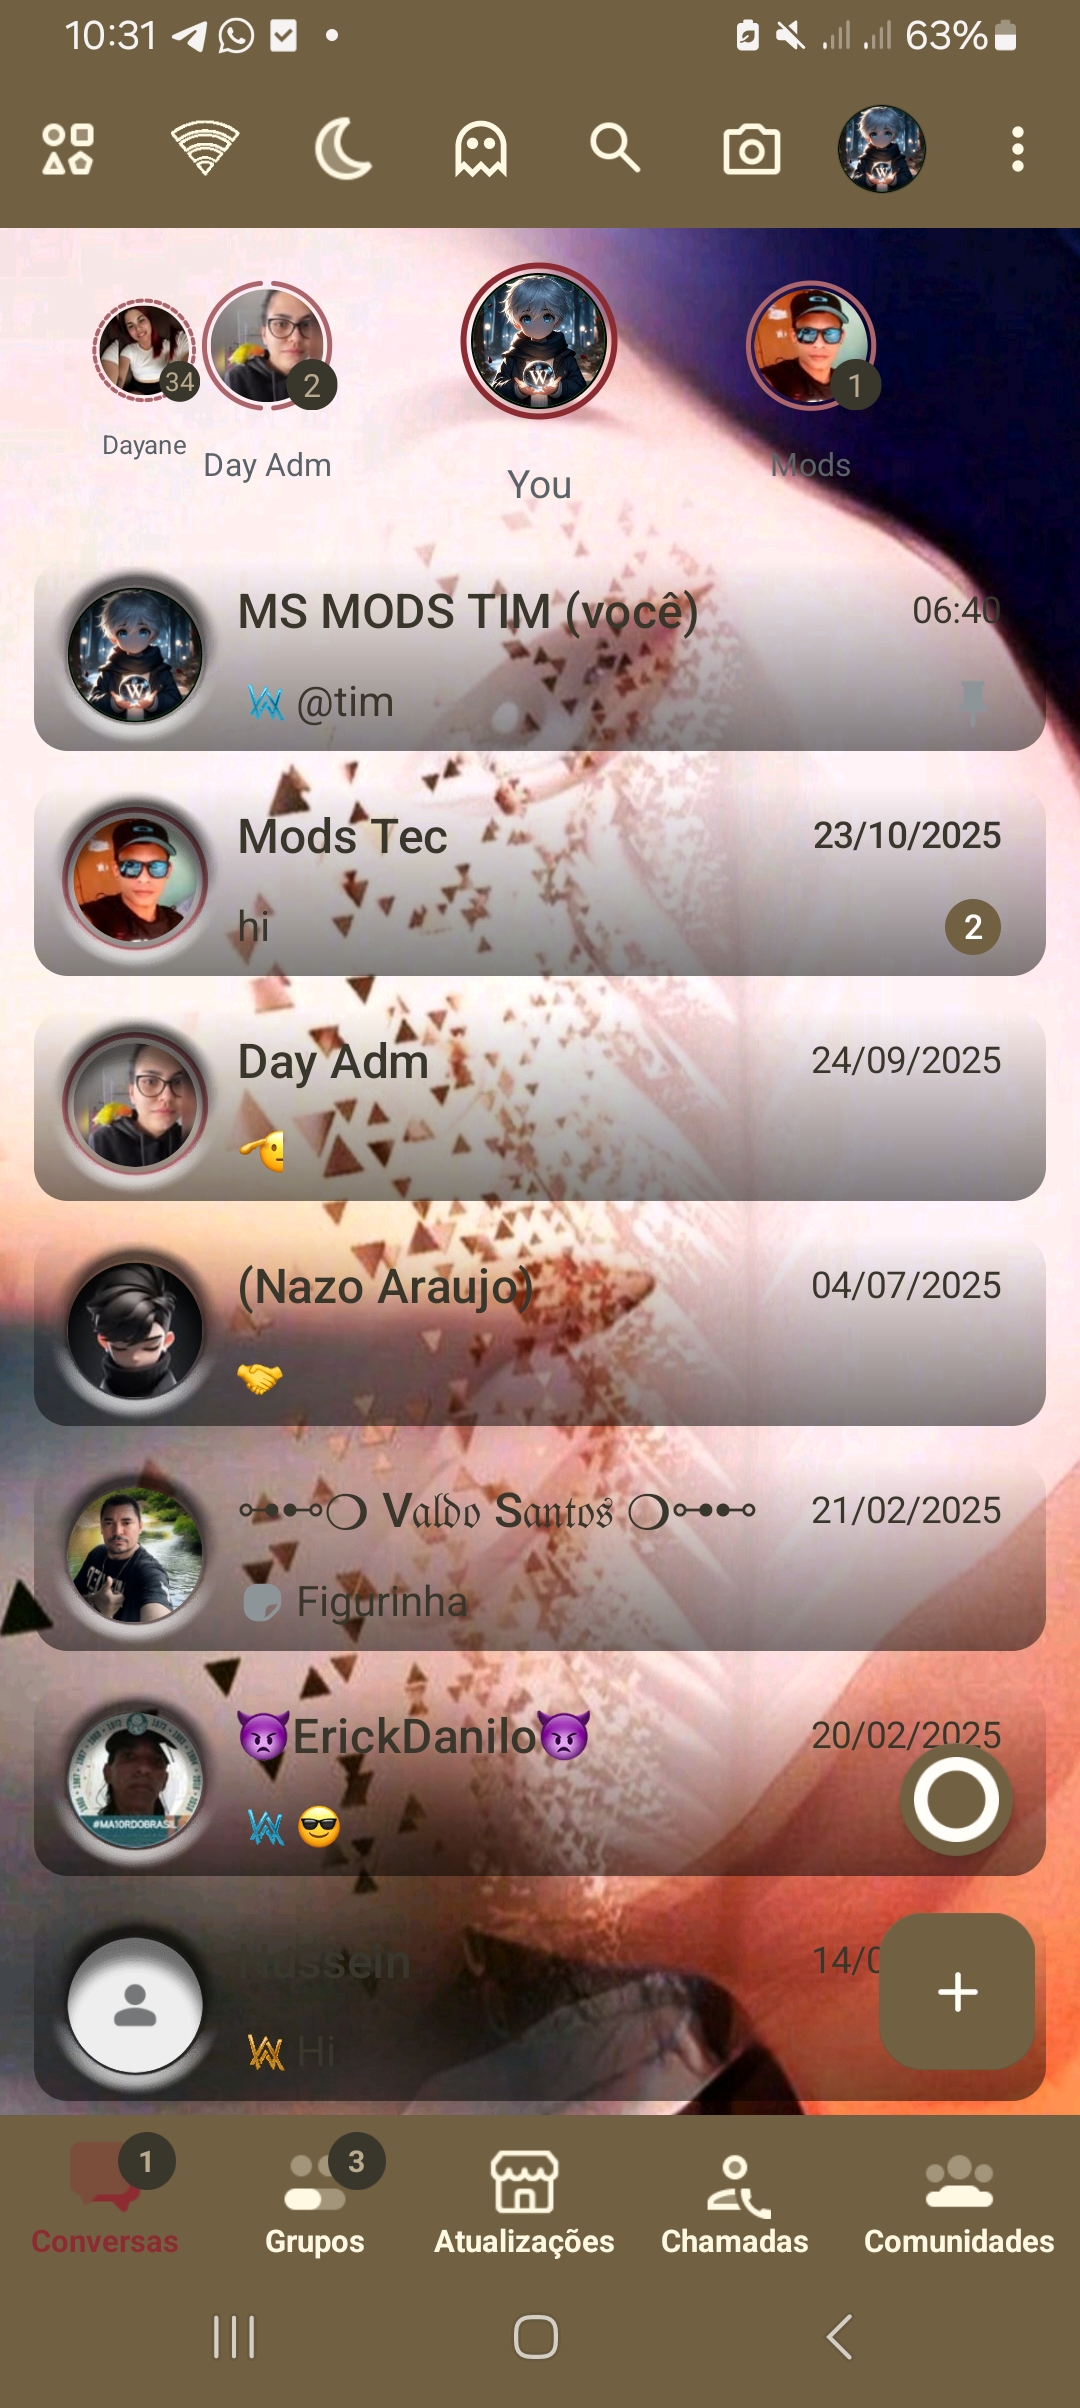 10:31
63%
34
2
1
Dayane
Day Adm
You
Mods
MS MODS TIM (você)
06:40
@tim
Mods Tec
23/10/2025
hi
2
Day Adm
24/09/2025
(Nazo Araujo)
04/07/2025
🤝
⊶●⊷❍ V𝔞𝔩𝔡𝔬 S𝔞𝔫𝔱𝔬𝔰 ❍⊶●⊷
21/02/2025
Figurinha
👿ErickDanilo👿
20/02/2025
😎
#MA10RDOBRASIL
Hussein
14/0
Hi
1
3
Conversas
Grupos
Atualizações
Chamadas
Comunidades